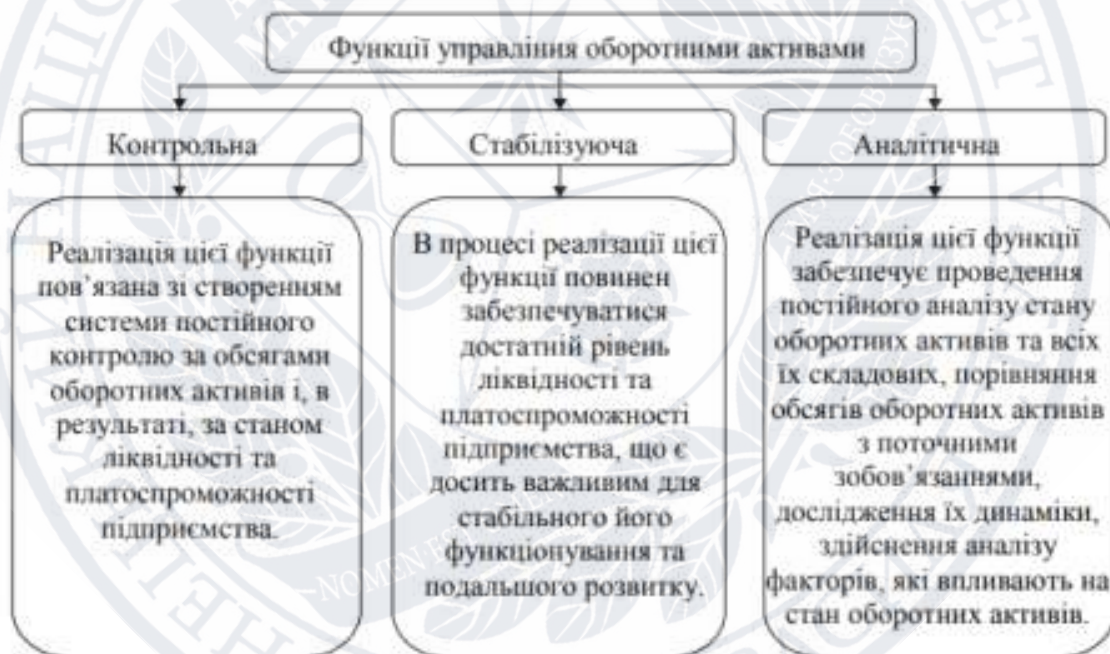 Функції управління оборотними активами
Контрольна
Стабілізуюча
Аналітична
Реалізація цієї функції
пов’язана зі створенням
системи постійного
контролю за обсягами
оборотних активів і, в
результаті, за станом
ліквідності та
платоспроможності
підприємства.
В процесі реалізації цієї
функції повинен
забезпечуватися
достатній рівень
ліквідності та
платоспроможності
підприємства, що є
досить важливим для
стабільного його
функціонування та
подальшого розвитку.
Реалізація цієї функції
забезпечує проведення
постійного аналізу стану
оборотних активів та всіх
їх складових, порівняння
обсягів оборотних активів
з поточними
зобов’язаннями,
дослідження їх динаміки,
здійснення аналізу
факторів, які впливають на
стан оборотних активів.